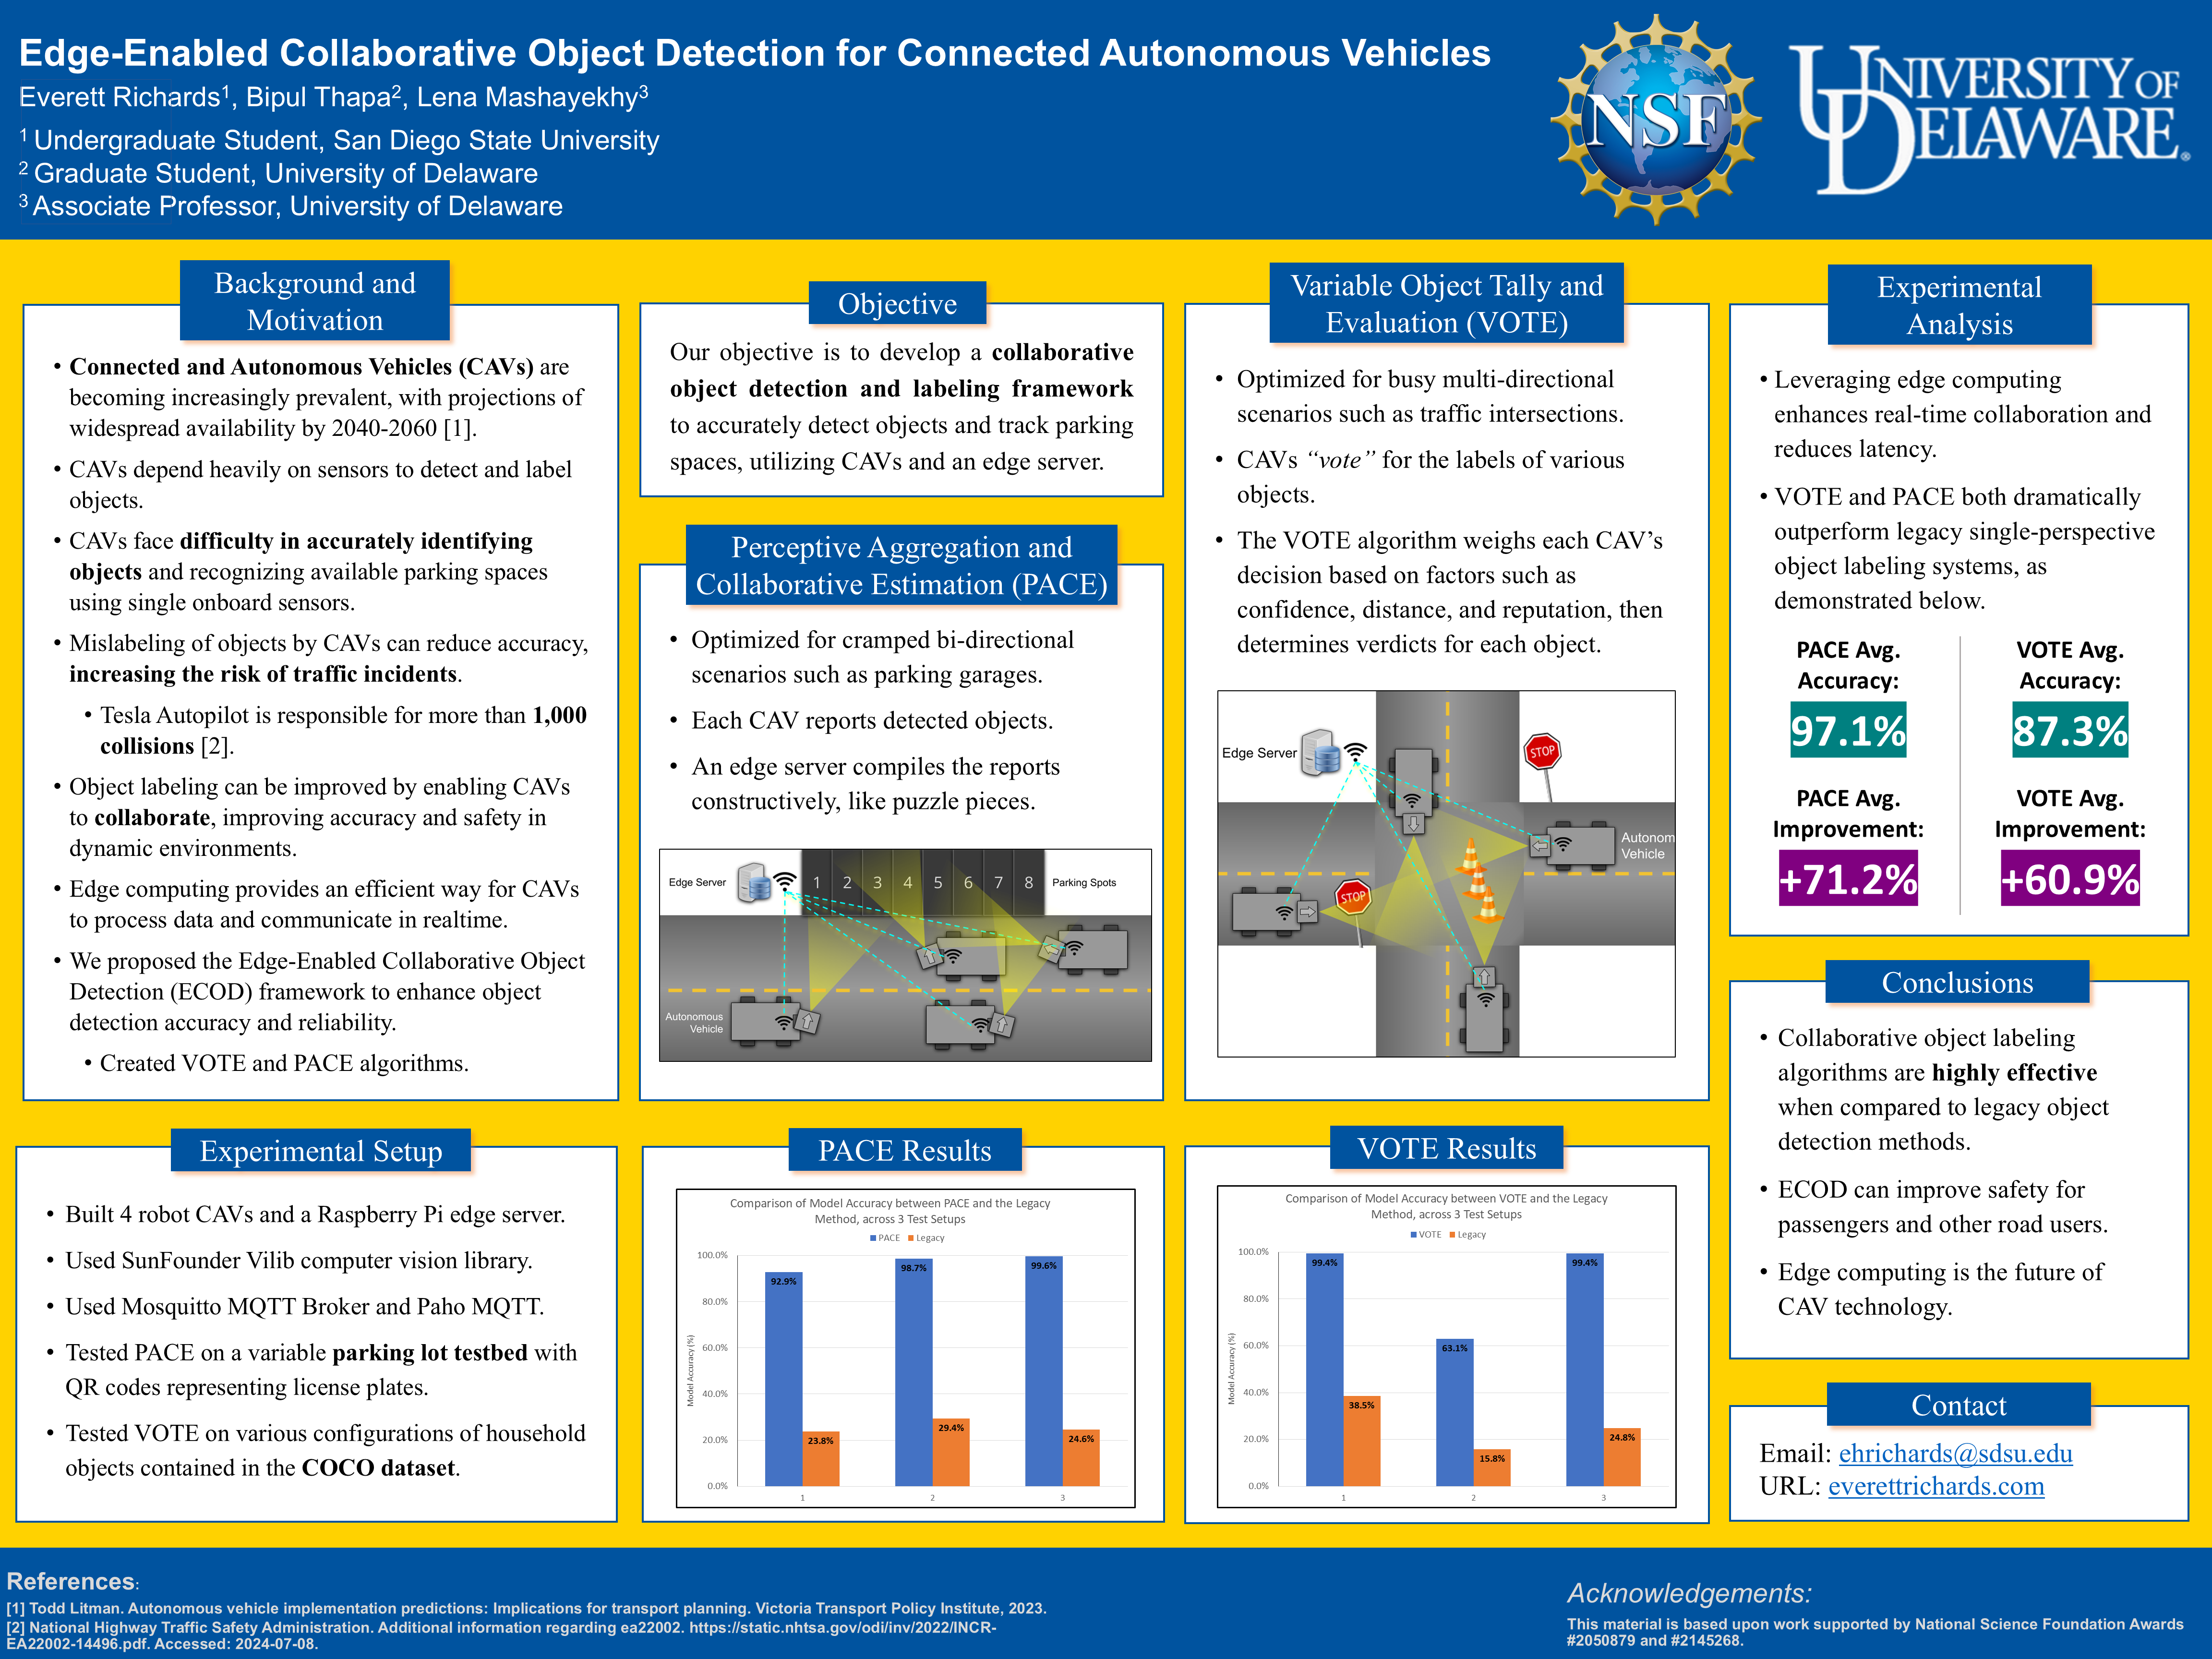 Edge-Enabled Collaborative Object Detection for Connected Autonomous Vehicles
Everett Richards1, Bipul Thapa2, Lena Mashayekhy3
1 Undergraduate Student, San Diego State University
2 Graduate Student, University of Delaware
3 Associate Professor, University of Delaware
NSF
UNIVERSITY OF
DELAWARE®
Background and
Motivation
• Connected and Autonomous Vehicles (CAVs) are
becoming increasingly prevalent, with projections of
widespread availability by 2040-2060 [1].
• CAVs depend heavily on sensors to detect and label
objects.
• CAVs face difficulty in accurately identifying
objects and recognizing available parking spaces
using single onboard sensors.
• Mislabeling of objects by CAVs can reduce accuracy,
increasing the risk of traffic incidents.
• Tesla Autopilot is responsible for more than 1,000
collisions [2].
• Object labeling can be improved by enabling CAVs
to collaborate, improving accuracy and safety in
dynamic environments.
• Edge computing provides an efficient way for CAVs
to process data and communicate in realtime.
• We proposed the Edge-Enabled Collaborative Object
Detection (ECOD) framework to enhance object
detection accuracy and reliability.
• Created VOTE and PACE algorithms.
Objective
Our objective is to develop a collaborative
object detection and labeling framework
to accurately detect objects and track parking
spaces, utilizing CAVs and an edge server.
Perceptive Aggregation and
Collaborative Estimation (PACE)
• Optimized for cramped bi-directional
scenarios such as parking garages.
• Each CAV reports detected objects.
• An edge server compiles the reports
constructively, like puzzle pieces.
Edge Server
1 2 3 4 5 6 7 8
Parking Spots
Autonomous
Vehicle
Variable Object Tally and
Evaluation (VOTE)
• Optimized for busy multi-directional
scenarios such as traffic intersections.
• CAVs “vote” for the labels of various
objects.
• The VOTE algorithm weighs each CAV’s
decision based on factors such as
confidence, distance, and reputation, then
determines verdicts for each object.
Edge Server
STOP
Autonom
Vehicle
STOP
Experimental
Analysis
• Leveraging edge computing
enhances real-time collaboration and
reduces latency.
• VOTE and PACE both dramatically
outperform legacy single-perspective
object labeling systems, as
demonstrated below.
PACE Avg.
Accuracy:
97.1%
PACE Avg.
Improvement:
+71.2%
VOTE Avg.
Accuracy:
87.3%
VOTE Avg.
Improvement:
+60.9%
Conclusions
• Collaborative object labeling
algorithms are highly effective
when compared to legacy object
detection methods.
• ECOD can improve safety for
passengers and other road users.
• Edge computing is the future of
CAV technology.
Experimental Setup
• Built 4 robot CAVs and a Raspberry Pi edge server.
• Used SunFounder Vilib computer vision library.
• Used Mosquitto MQTT Broker and Paho MQTT.
• Tested PACE on a variable parking lot testbed with
QR codes representing license plates.
• Tested VOTE on various configurations of household
objects contained in the COCO dataset.
PACE Results
Comparison of Model Accuracy between PACE and the Legacy
Method, across 3 Test Setups
PACE Legacy
Model Accuracy (%)
100.0%
80.0%
60.0%
40.0%
20.0%
0.0%
92.9% 98.7% 99.6%
23.8% 29.4% 24.6%
1 2 3
VOTE Results
Comparison of Model Accuracy between VOTE and the Legacy
Method, across 3 Test Setups
VOTE Legacy
Model Accuracy (%)
100.0%
80.0%
60.0%
40.0%
20.0%
0.0%
99.4% 63.1% 99.4%
38.5% 15.8% 24.8%
1 2 3
Contact
Email: ehrichards@sdsu.edu
URL: everettrichards.com
References:
[1] Todd Litman. Autonomous vehicle implementation predictions: Implications for transport planning. Victoria Transport Policy Institute, 2023.
[2] National Highway Traffic Safety Administration. Additional information regarding ea22002. https://static.nhtsa.gov/odi/inv/2022/INCR-
EA22002-14496.pdf. Accessed: 2024-07-08.
Acknowledgements:
This material is based upon work supported by National Science Foundation Awards
#2050879 and #2145268.